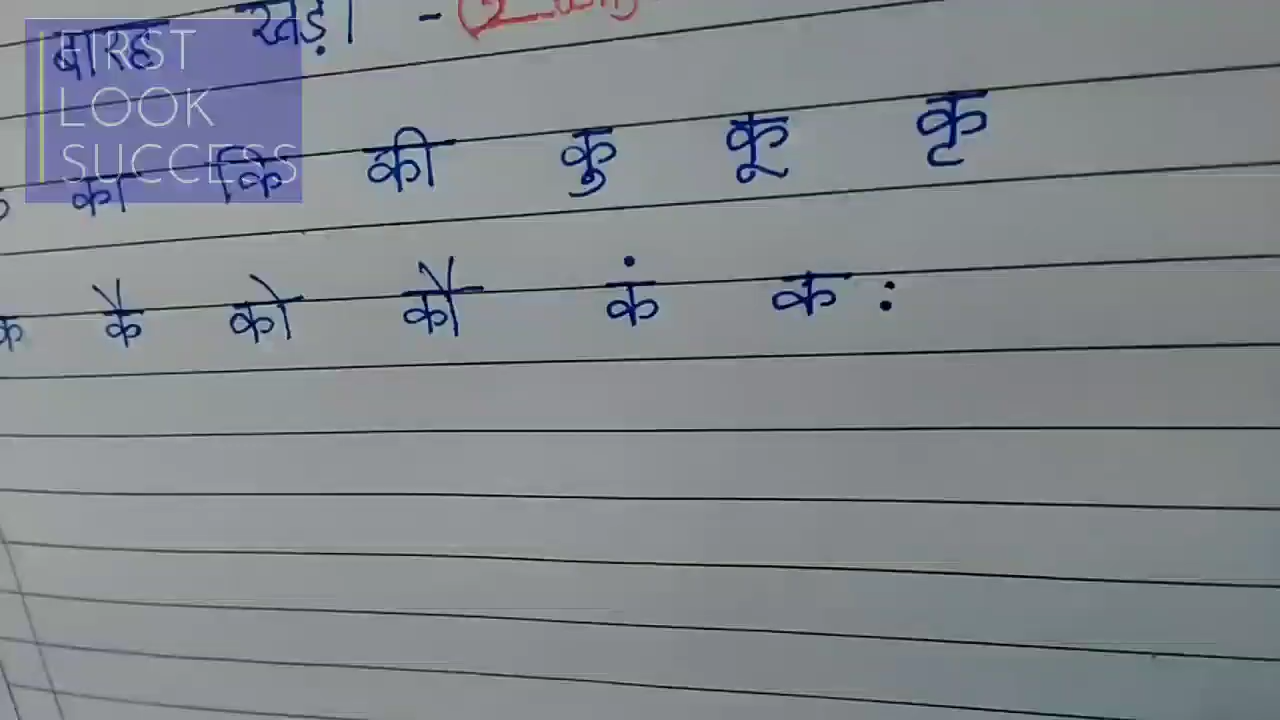 बारह खड़ी -
FIRST
LOOK
SUCCESS
का कि की कु कू कृ
कै को कौ कं कः